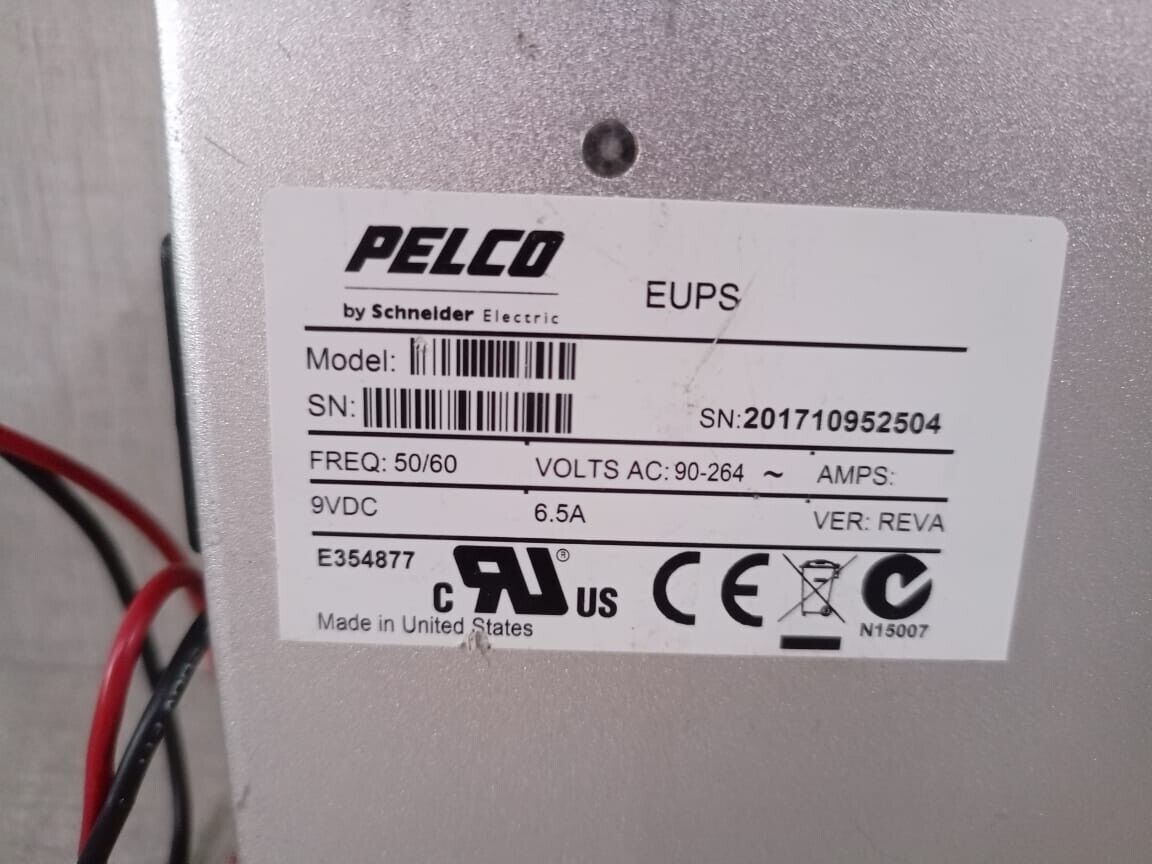 PELCO
by Schneider Electric
EUPS
Model:
SN:
SN:201710952504
FREQ: 50/60 VOLTS AC: 90-264 ~ AMPS:
9VDC 6.5A VER: REVA
E354877
C RU ® US CE
N15007
Made in United States